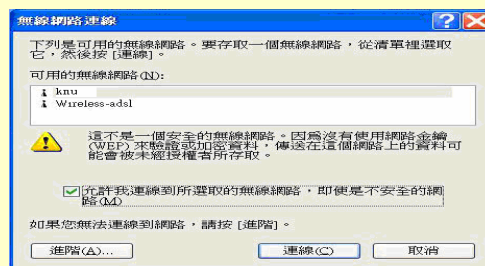 無線網路連線
下列是可用的無線網路。要存取一個無線網路，從清單裡選取
它，然後按 [連線]。
可用的無線網路(N):
knu
Wireless-adsl
這不是一個安全的無線網路。因為沒有使用網路金鑰
(WEP) 來驗證或加密資料，傳送在這個網路上的資料可
能會被未經授權者所存取。
允許我連線到所選取的無線網路，即使是不安全的網
路(M)
如果您無法連線到網路，請按 [進階]。
進階(A)... 連線(C) 取消